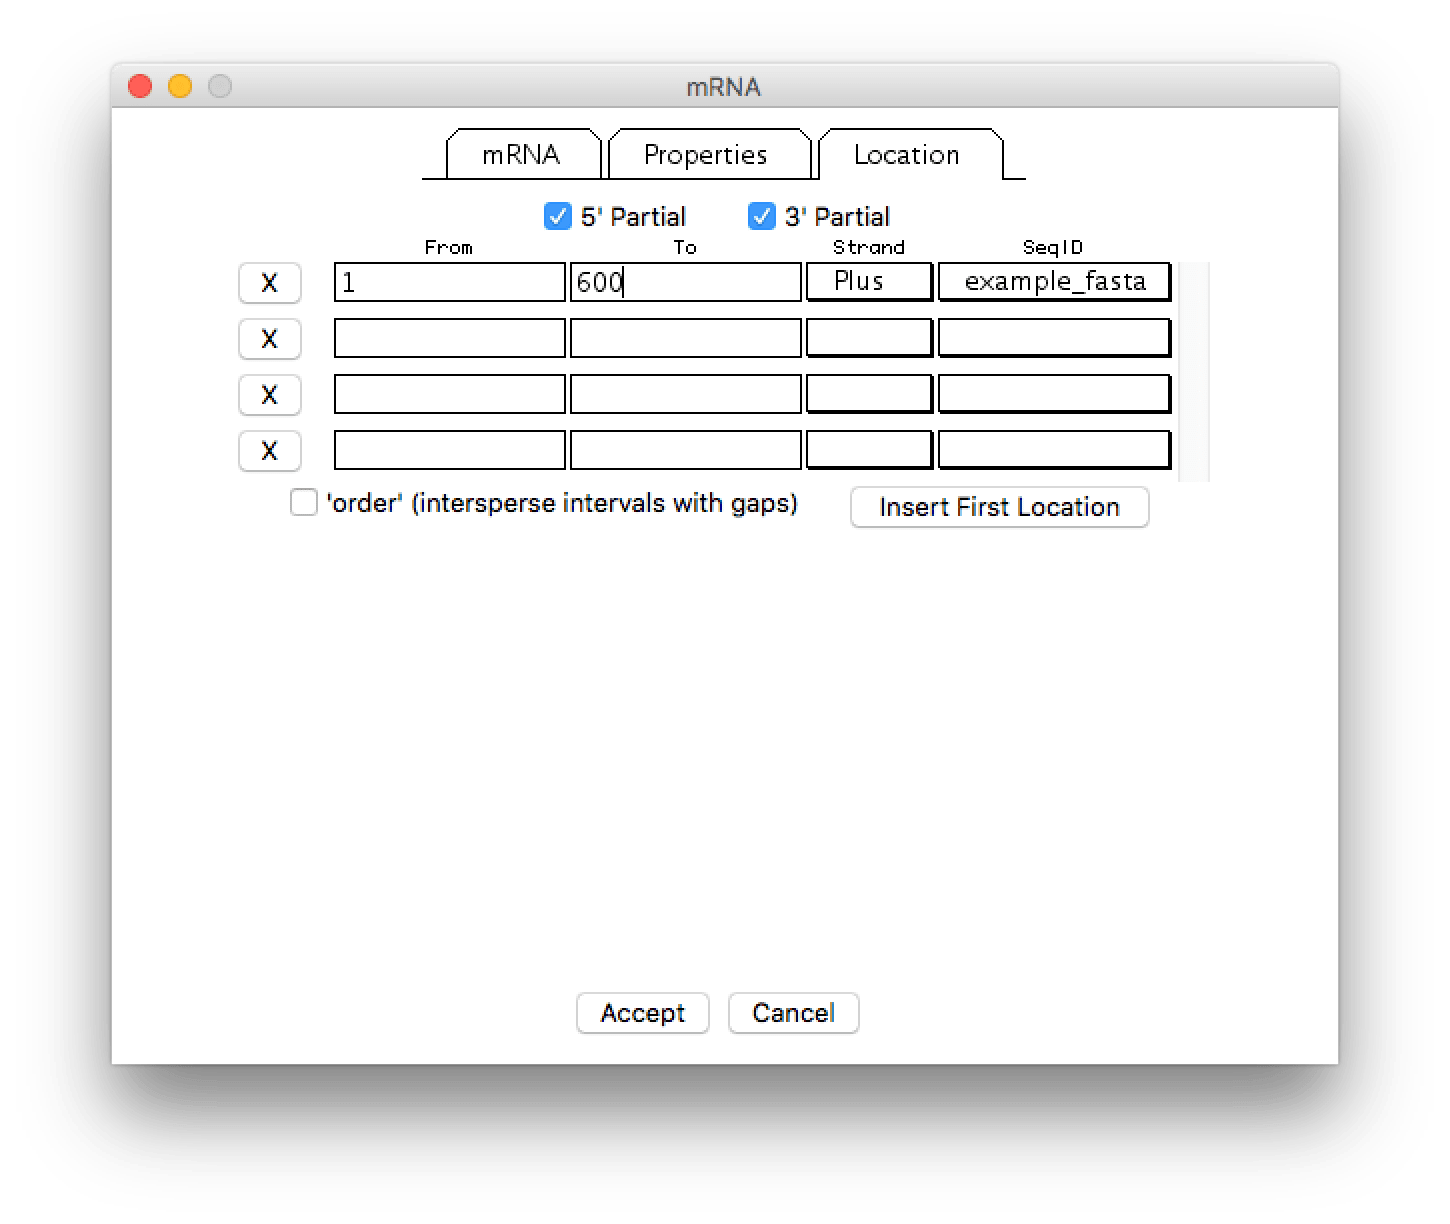 mRNA
mRNA Properties Location
5' Partial 3' Partial
From To Strand SeqID
X 1 600 Plus example_fasta
X
X
X
'order' (intersperse intervals with gaps) Insert First Location
Accept Cancel